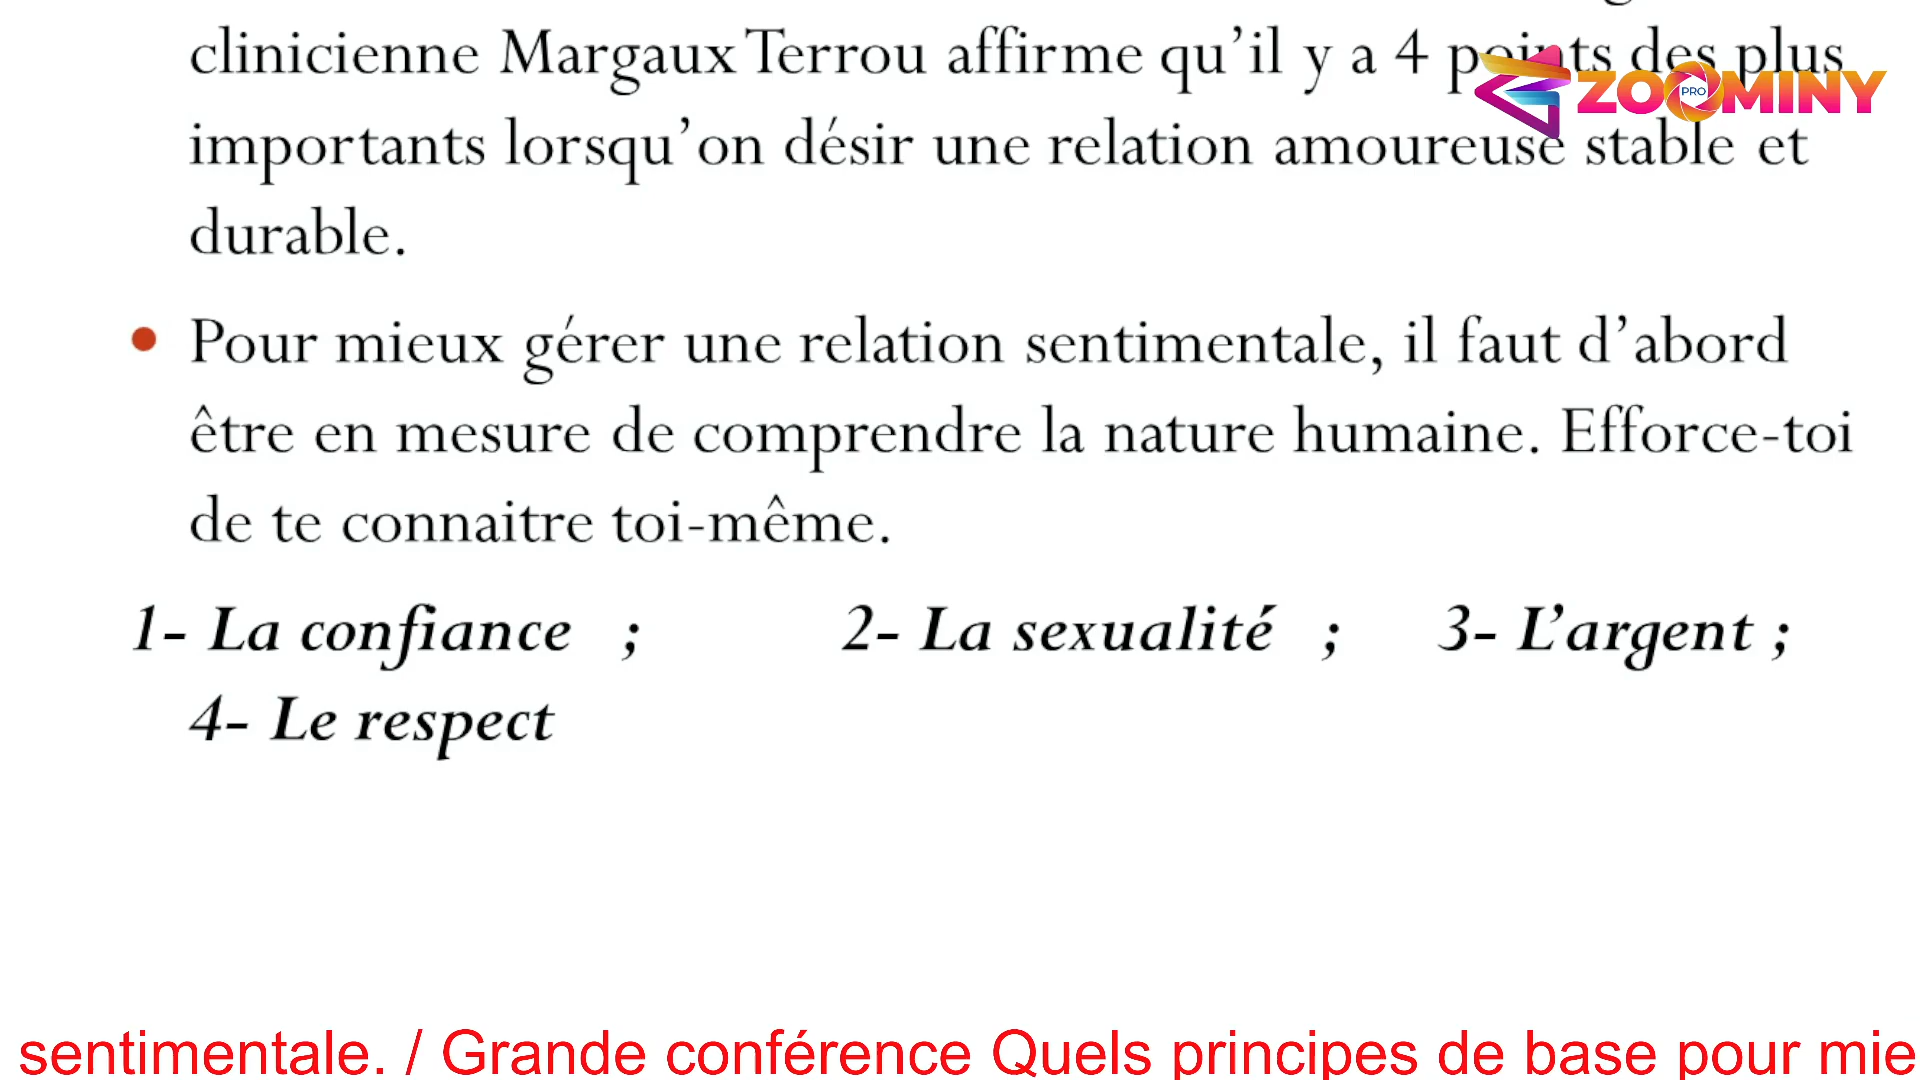 clinicienne Margaux Terrou affirme qu’il y a 4 points des plus
ZOOMINY
PRO
importants lorsqu’on désir une relation amoureuse stable et
durable.
• Pour mieux gérer une relation sentimentale, il faut d’abord
être en mesure de comprendre la nature humaine. Efforce-toi
de te connaitre toi-même.
1- La confiance ; 2- La sexualité ; 3- L’argent ;
4- Le respect
sentimentale. / Grande conférence Quels principes de base pour mie